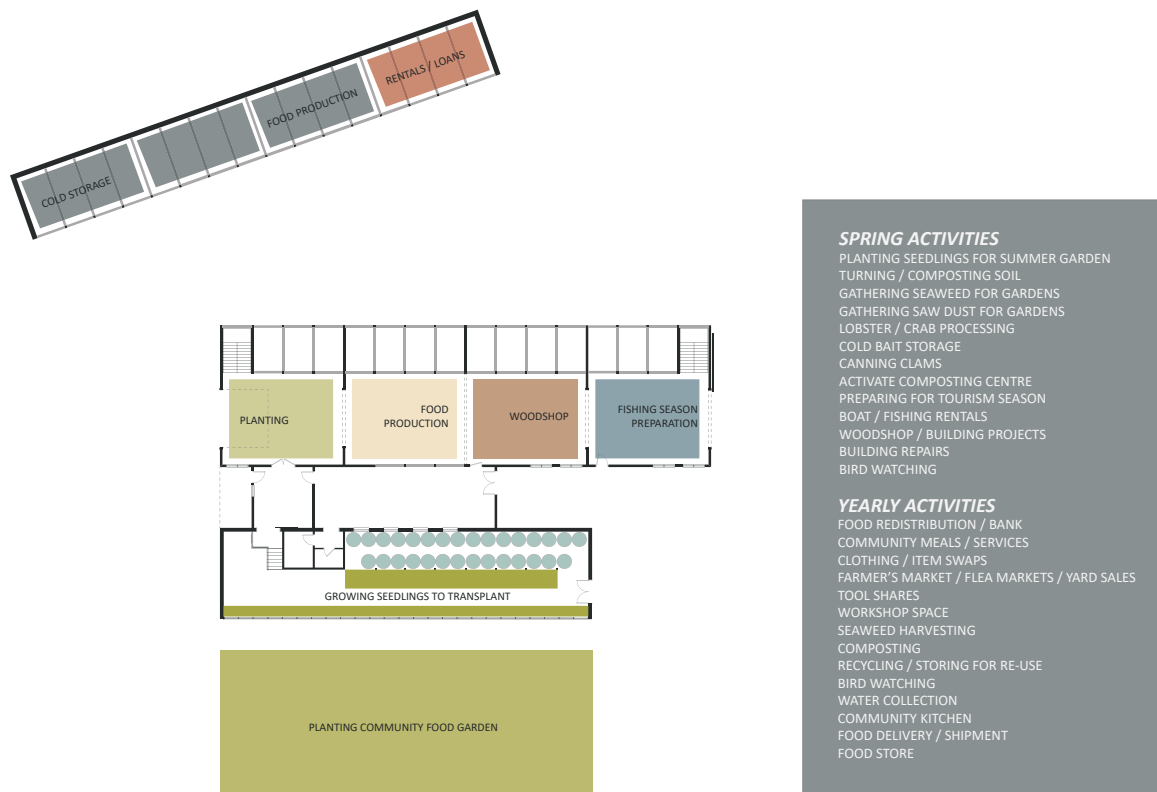 RENTALS / LOANS
FOOD PRODUCTION
COLD STORAGE
PLANTING
FOOD
PRODUCTION
WOODSHOP
FISHING SEASON
PREPARATION
GROWING SEEDLINGS TO TRANSPLANT
PLANTING COMMUNITY FOOD GARDEN
SPRING ACTIVITIES
PLANTING SEEDLINGS FOR SUMMER GARDEN
TURNING / COMPOSTING SOIL
GATHERING SEAWEED FOR GARDENS
GATHERING SAW DUST FOR GARDENS
LOBSTER / CRAB PROCESSING
COLD BAIT STORAGE
CANNING CLAMS
ACTIVATE COMPOSTING CENTRE
PREPARING FOR TOURISM SEASON
BOAT / FISHING RENTALS
WOODSHOP / BUILDING PROJECTS
BUILDING REPAIRS
BIRD WATCHING
YEARLY ACTIVITIES
FOOD REDISTRIBUTION / BANK
COMMUNITY MEALS / SERVICES
CLOTHING / ITEM SWAPS
FARMER'S MARKET / FLEA MARKETS / YARD SALES
TOOL SHARES
WORKSHOP SPACE
SEAWEED HARVESTING
COMPOSTING
RECYCLING / STORING FOR RE-USE
BIRD WATCHING
WATER COLLECTION
COMMUNITY KITCHEN
FOOD DELIVERY / SHIPMENT
FOOD STORE